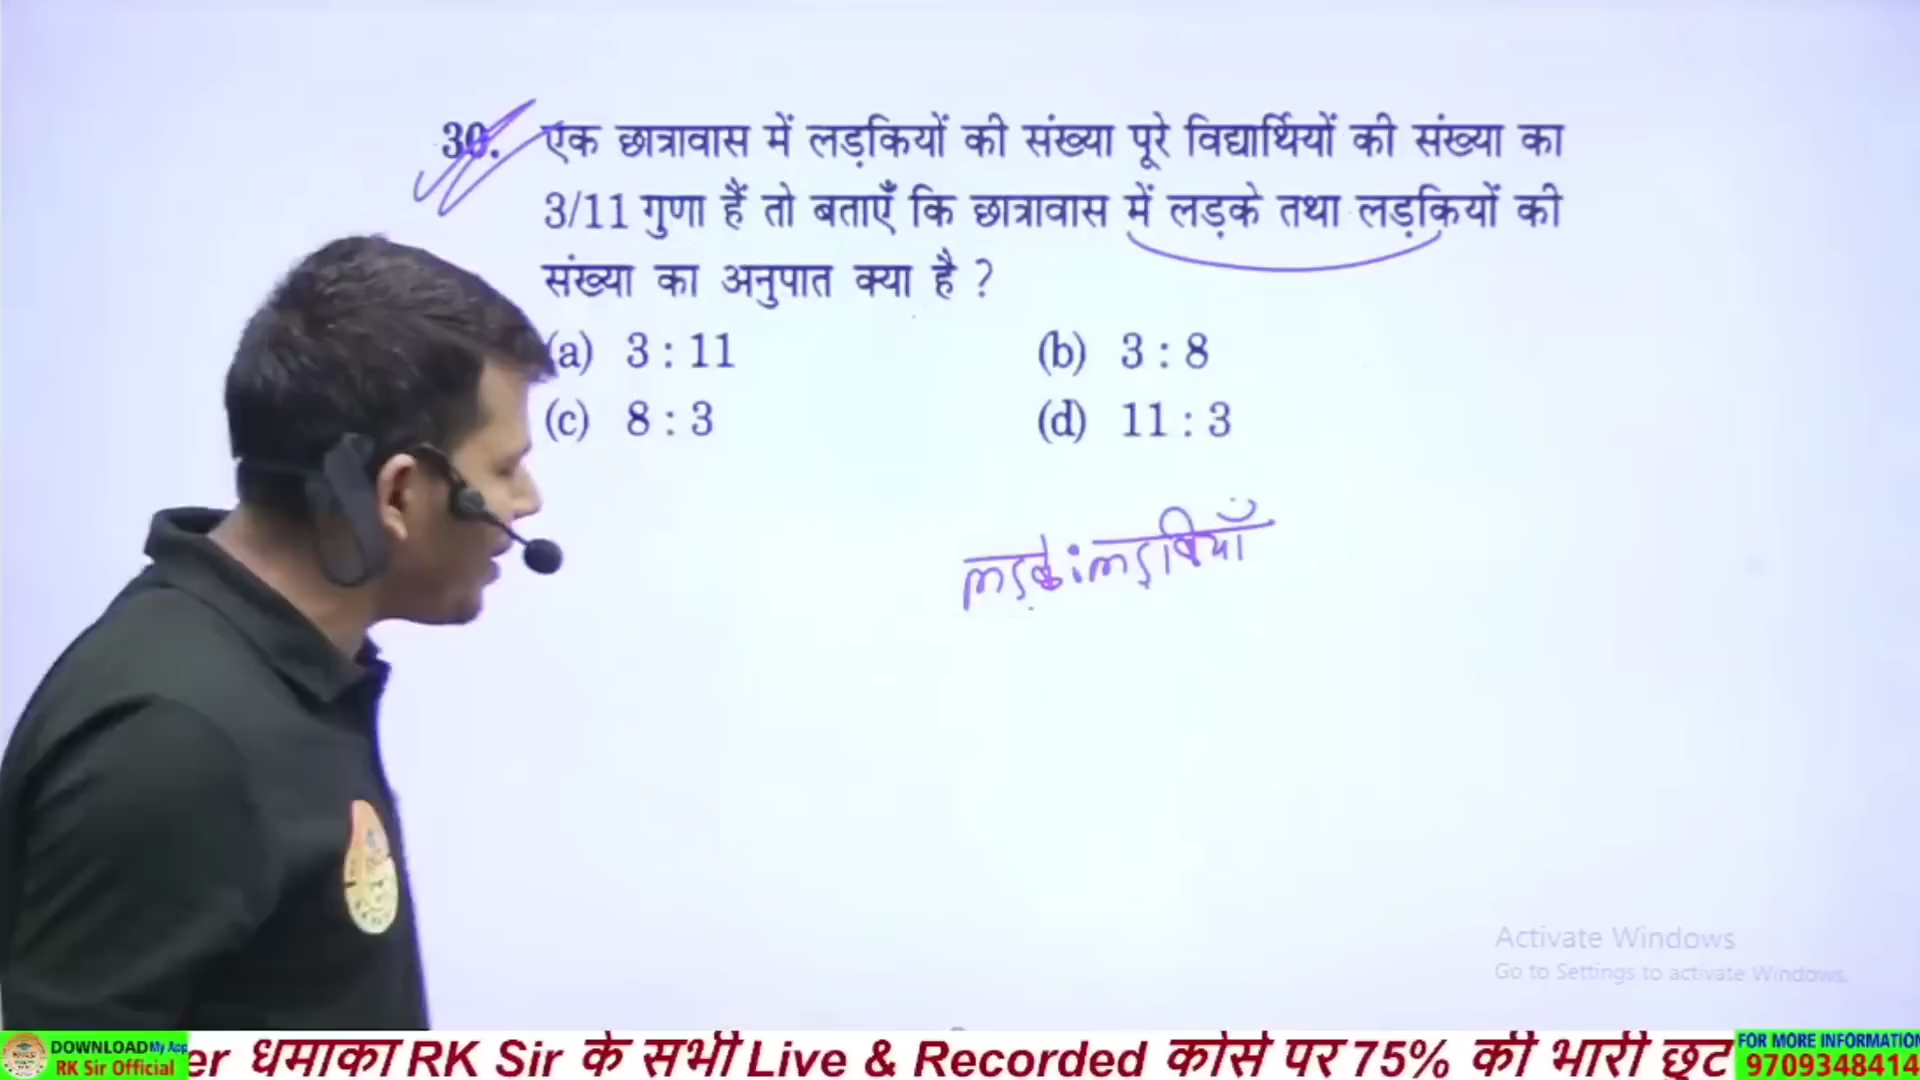 30. एक छात्रावास में लड़कियों की संख्या पूरे विद्यार्थियों की संख्या का
3/11 गुणा हैं तो बताएँ कि छात्रावास में लड़के तथा लड़कियों की
संख्या का अनुपात क्या है ?
(a) 3 : 11 (b) 3 : 8
(c) 8 : 3 (d) 11 : 3
लड़के : लड़कियाँ
Activate Windows
Go to Settings to activate Windows.
DOWNLOAD My App
RK Sir Official
er धमाका RK Sir के सभी Live & Recorded कोर्स पर 75% की भारी छूट
FOR MORE INFORMATION
9709348414